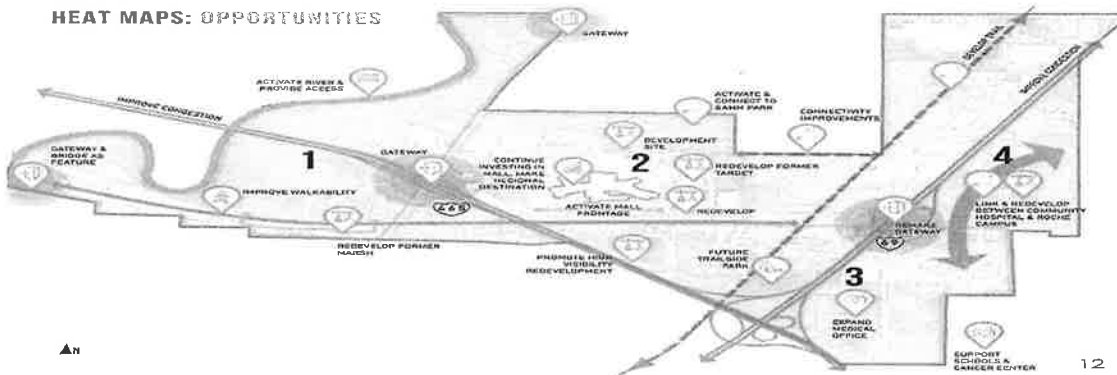 HEAT MAPS: OPPORTUNITIES
GATEWAY
ACTIVATE RIVER &
PROVIDE ACCESS
IMPROVE CONGESTION
GATEWAY &
BRIDGE AS
FEATURE
1
GATEWAY
IMPROVE WALKABILITY
465
REDEVELOP FORMER
MARSH
CONTINUE
INVESTING IN
MALL, MAKE
REGIONAL
DESTINATION
ACTIVATE MALL
FRONTAGE
DEVELOPMENT
SITE
2
ACTIVATE &
CONNECT TO
SAHM PARK
REDEVELOP FORMER
TARGET
REDEVELOP
PROMOTE HIGH
VISIBILITY
REDEVELOPMENT
CONNECTIVITY
IMPROVEMENTS
DEVELOP TRAIL
CONGESTION
4
LINK & REDEVELOP
BETWEEN COMMUNITY
HOSPITAL & ROCHE
CAMPUS
GATEWAY
69
FUTURE
TRAILSIDE
PARK
3
EXPAND
MEDICAL
OFFICE
SUPPORT
SCHOOLS &
CANCER CENTER
N
12